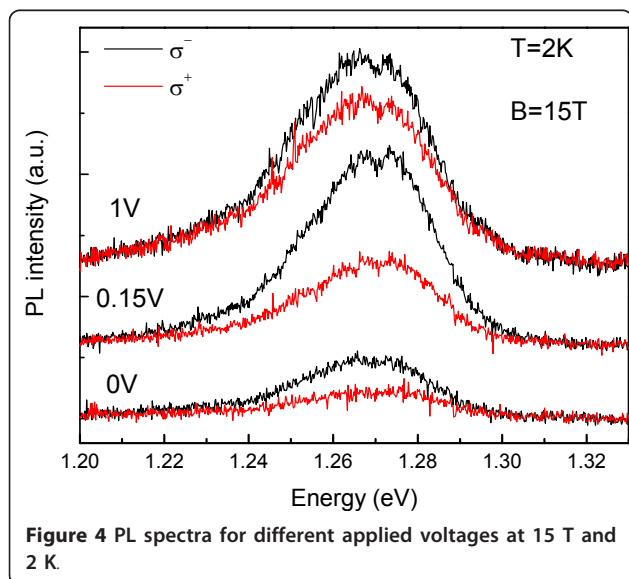 σ⁻
σ⁺
T=2K
B=15T
1V
0.15V
0V
PL intensity (a.u.)
1.20 1.22 1.24 1.26 1.28 1.30 1.32
Energy (eV)
Figure 4 PL spectra for different applied voltages at 15 T and
2 K.